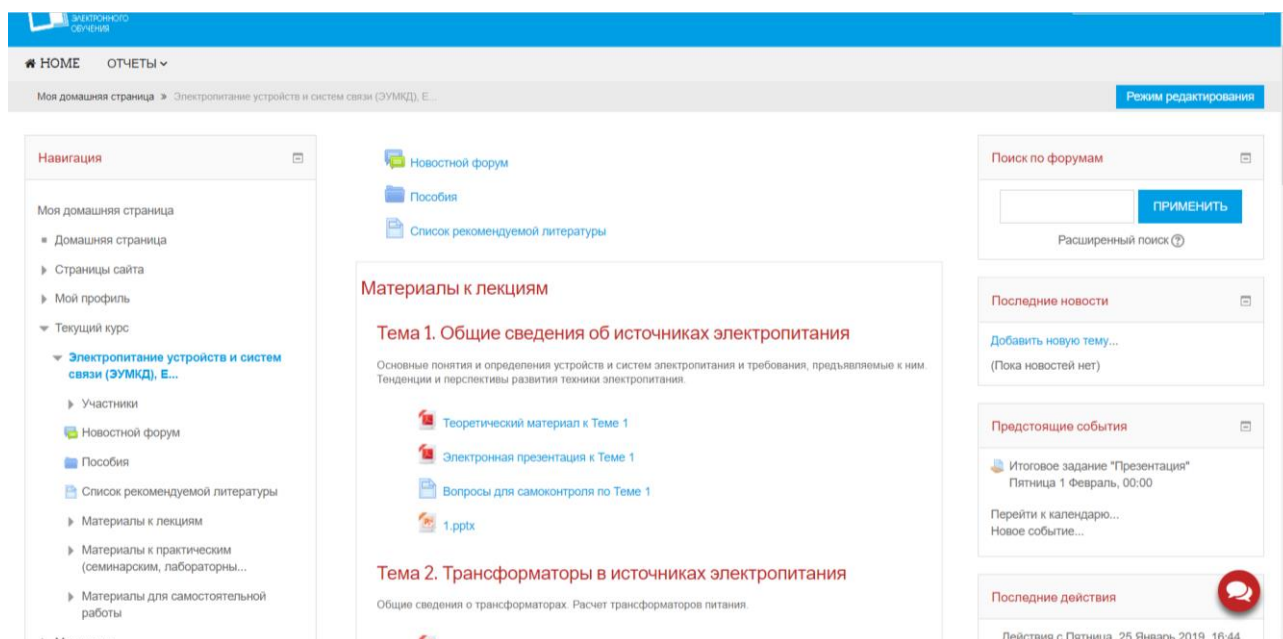 ЭЛЕКТРОННОГО
ОБУЧЕНИЯ
HOME ОТЧЕТЫ
Моя домашняя страница » Электропитание устройств и систем связи (ЭУМКД), Е...
Режим редактирования
Навигация
Моя домашняя страница
Домашняя страница
Страницы сайта
Мой профиль
Текущий курс
Электропитание устройств и систем
связи (ЭУМКД), Е...
Участники
Новостной форум
Пособия
Список рекомендуемой литературы
Материалы к лекциям
Материалы к практическим
(семинарским, лабораторны...
Материалы для самостоятельной
работы
Новостной форум
Пособия
Список рекомендуемой литературы
Материалы к лекциям
Тема 1. Общие сведения об источниках электропитания
Основные понятия и определения устройств и систем электропитания и требования, предъявляемые к ним.
Тенденции и перспективы развития техники электропитания.
Теоретический материал к Теме 1
Электронная презентация к Теме 1
Вопросы для самоконтроля по Теме 1
1.pptx
Тема 2. Трансформаторы в источниках электропитания
Общие сведения о трансформаторах. Расчет трансформаторов питания.
Поиск по форумам
ПРИМЕНИТЬ
Расширенный поиск
Последние новости
Добавить новую тему...
(Пока новостей нет)
Предстоящие события
Итоговое задание "Презентация"
Пятница 1 Февраль, 00:00
Перейти к календарю...
Новое событие...
Последние действия
Действия с Пятница, 25 Январь 2019, 16:44